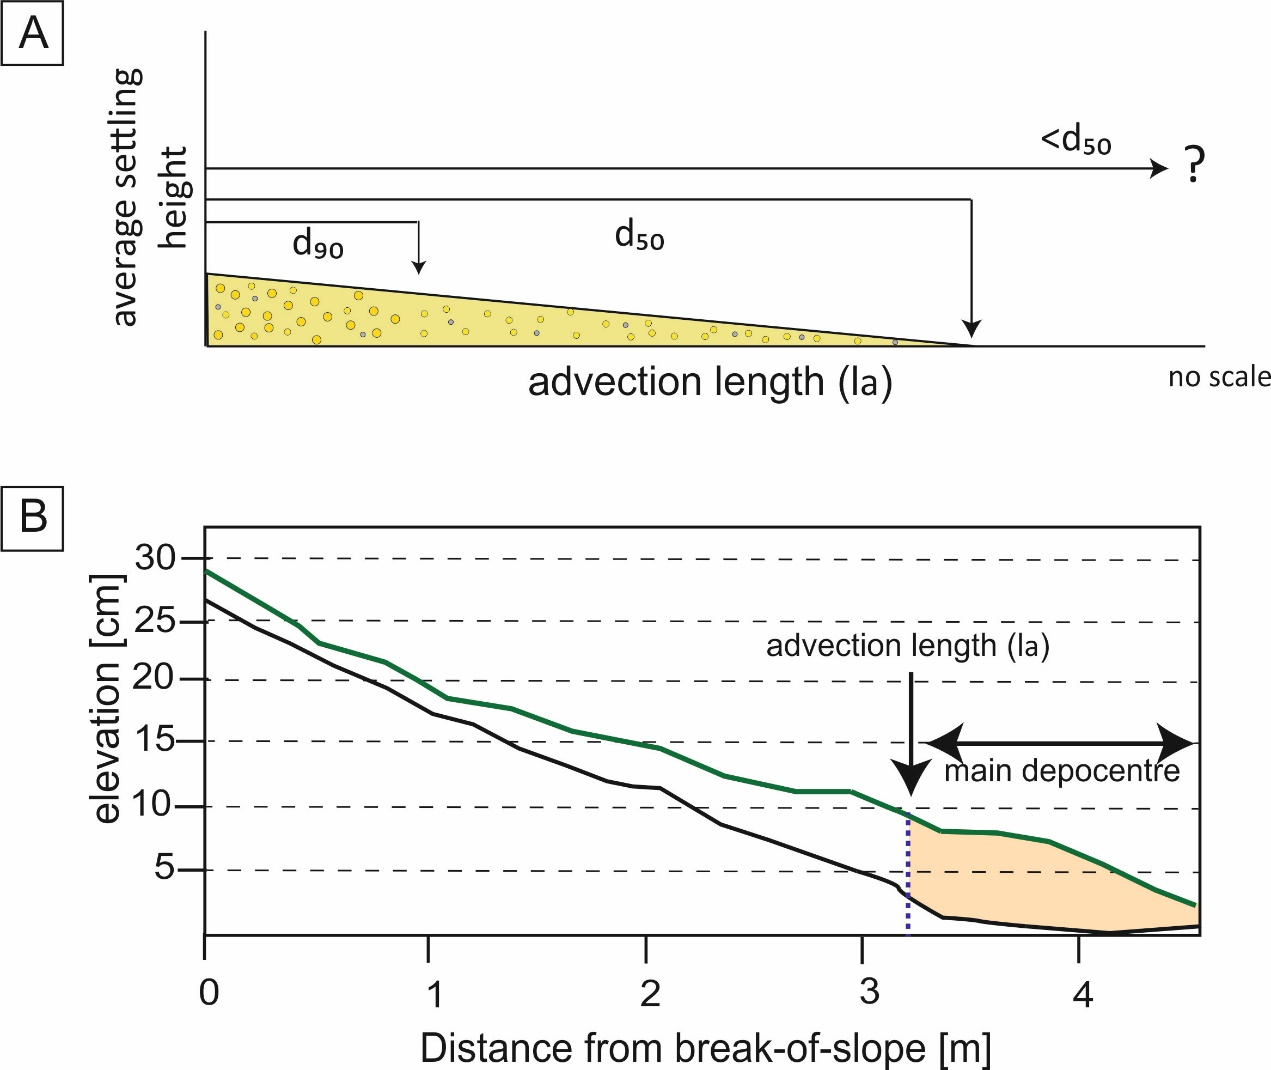 A
average settling
height
<d50
?
d90
d50
advection length (la)
no scale
B
elevation [cm]
30
25
20
15
10
5
advection length (la)
main depocentre
0
1
2
3
4
Distance from break-of-slope [m]